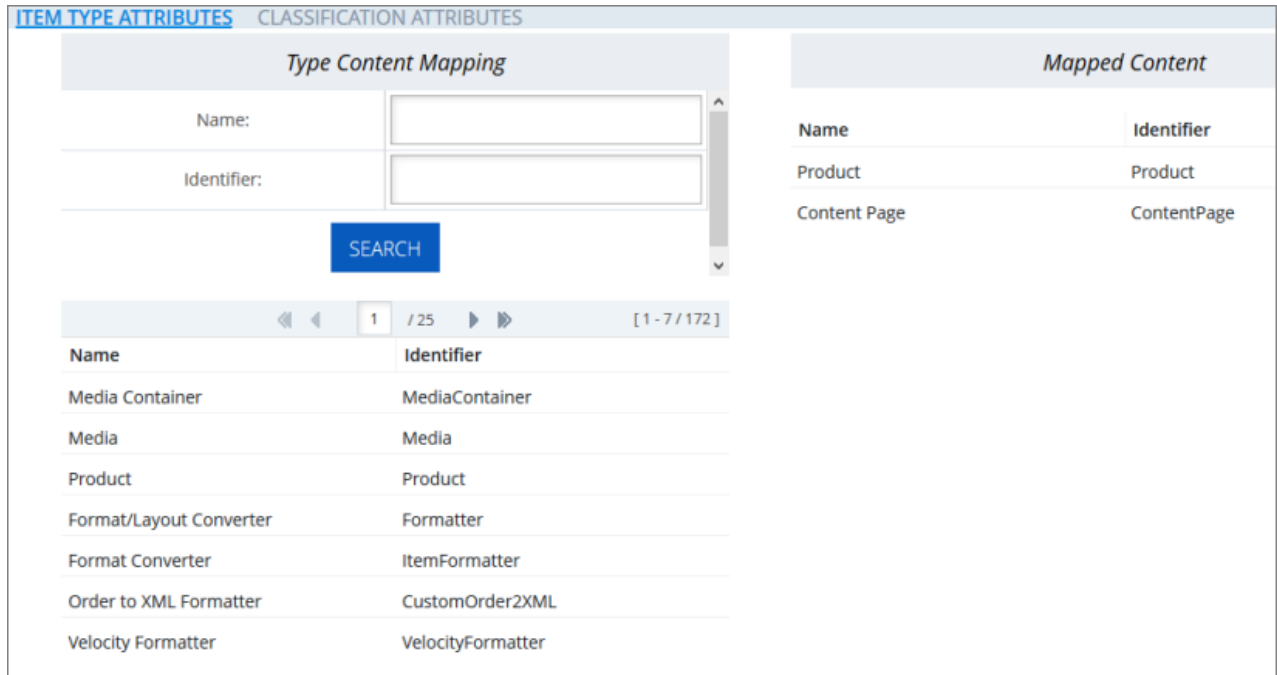 ITEM TYPE ATTRIBUTES CLASSIFICATION ATTRIBUTES
Type Content Mapping
Name:
Identifier:
SEARCH
1 / 25 [ 1 - 7 / 172 ]
Name Identifier
Media Container MediaContainer
Media Media
Product Product
Format/Layout Converter Formatter
Format Converter ItemFormatter
Order to XML Formatter CustomOrder2XML
Velocity Formatter VelocityFormatter
Mapped Content
Name Identifier
Product Product
Content Page ContentPage